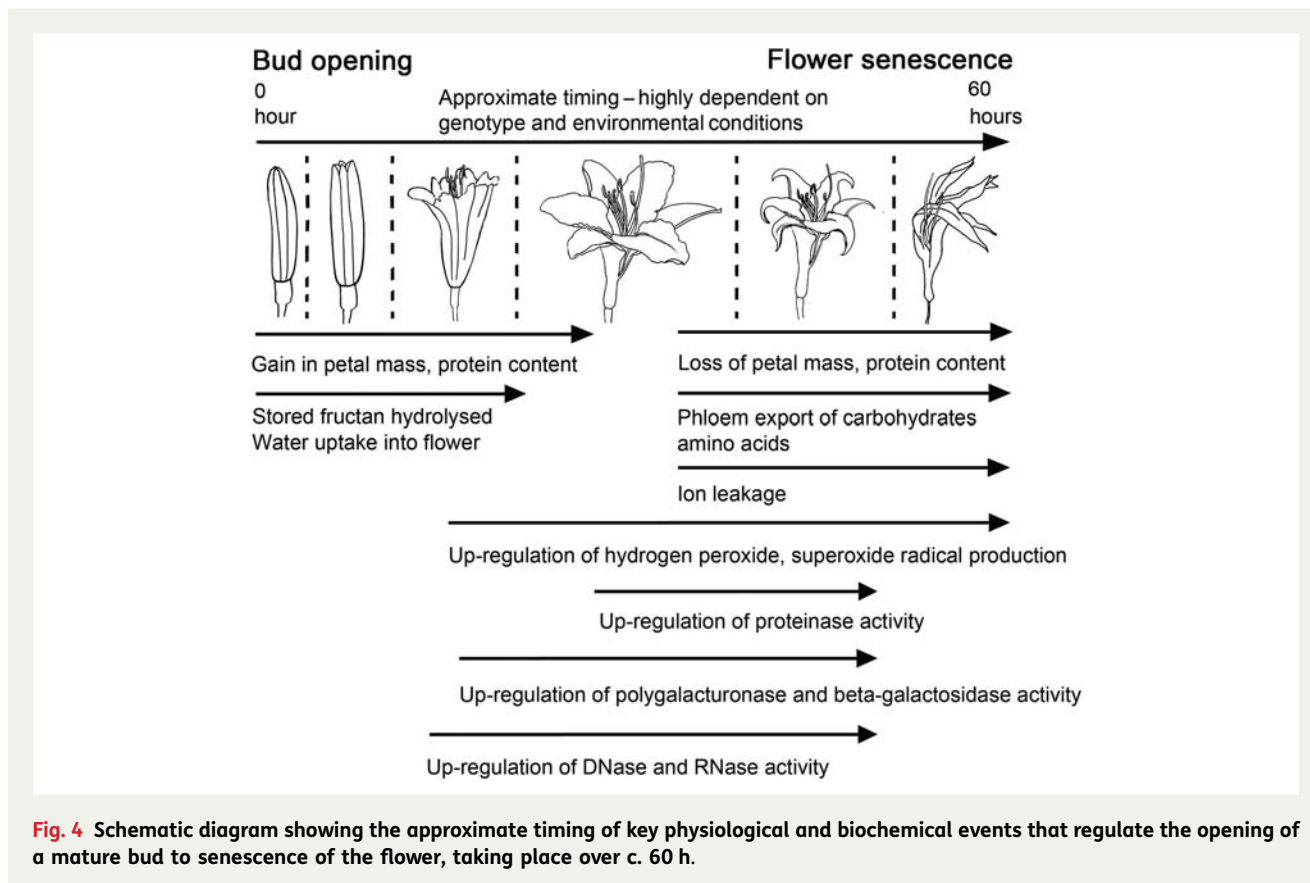 Bud opening
Flower senescence
0
hour
Approximate timing – highly dependent on
genotype and environmental conditions
60
hours
Gain in petal mass, protein content
Loss of petal mass, protein content
Stored fructan hydrolysed
Water uptake into flower
Phloem export of carbohydrates
amino acids
Ion leakage
Up-regulation of hydrogen peroxide, superoxide radical production
Up-regulation of proteinase activity
Up-regulation of polygalacturonase and beta-galactosidase activity
Up-regulation of DNase and RNase activity
Fig. 4 Schematic diagram showing the approximate timing of key physiological and biochemical events that regulate the opening of
a mature bud to senescence of the flower, taking place over c. 60 h.